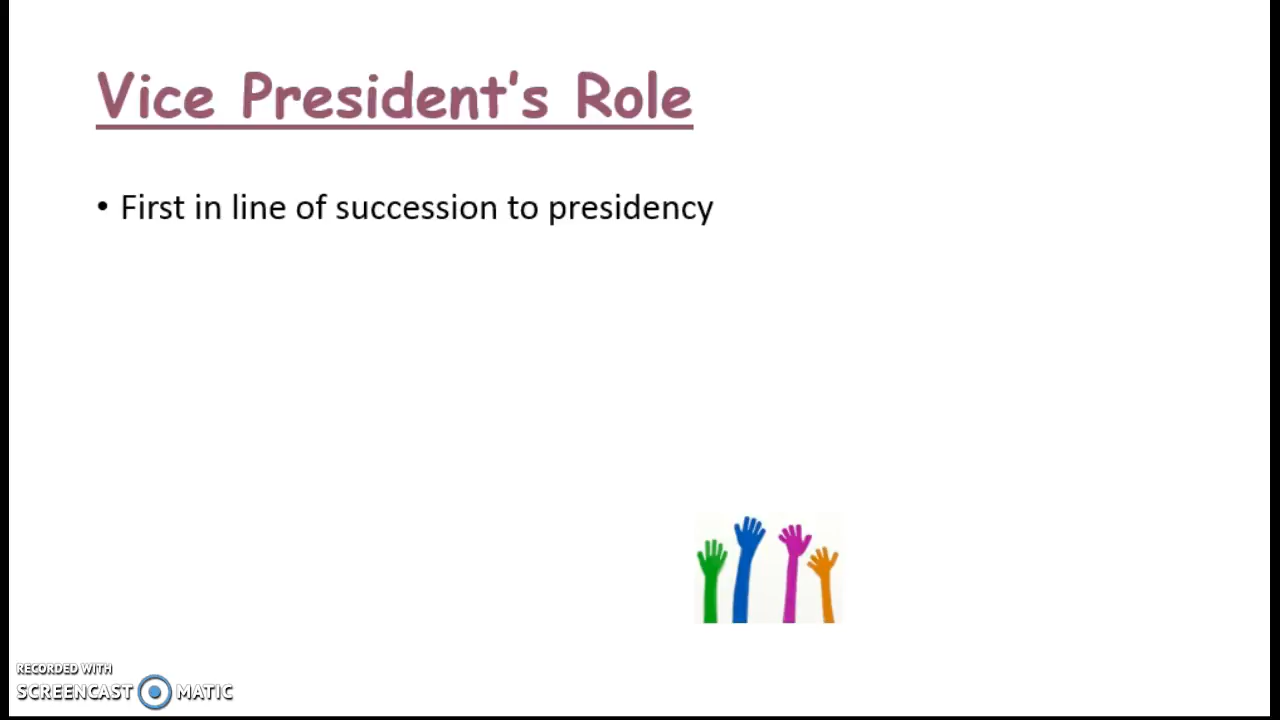 Vice President's Role
• First in line of succession to presidency
RECORDED WITH
SCREENCAST MATIC